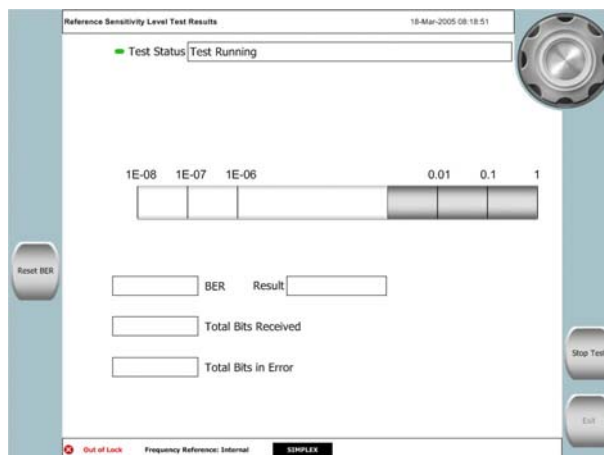 Reference Sensitivity Level Test Results 18-Mar-2005 08:18:51
Test Status Test Running
1E-08 1E-07 1E-06 0.01 0.1 1
Reset BER
BER Result
Total Bits Received
Stop Test
Total Bits in Error
Exit
Out of Lock Frequency Reference: Internal SIMPLEX